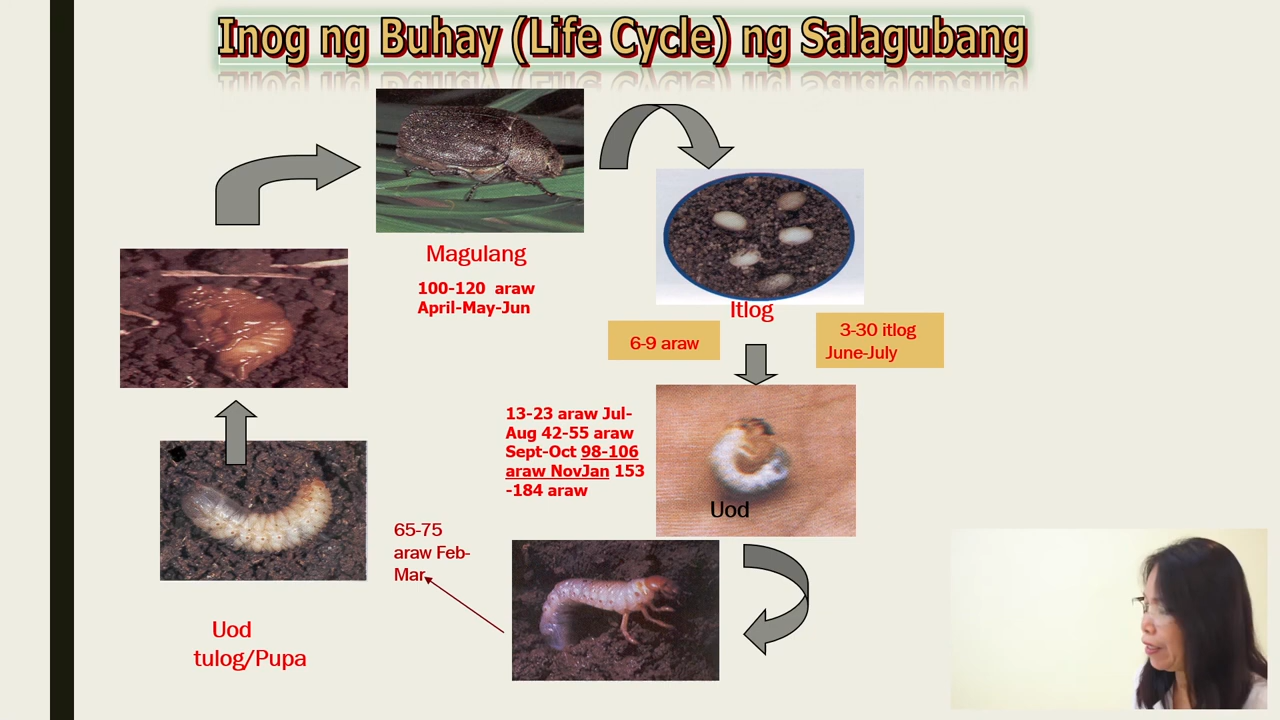 Inog ng Buhay (Life Cycle) ng Salagubang
Magulang
100-120 araw
April-May-Jun
Itlog
6-9 araw
3-30 itlog
June-July
13-23 araw Jul-
Aug 42-55 araw
Sept-Oct 98-106
araw NovJan 153
-184 araw
Uod
65-75
araw Feb-
Mar
Uod
tulog/Pupa